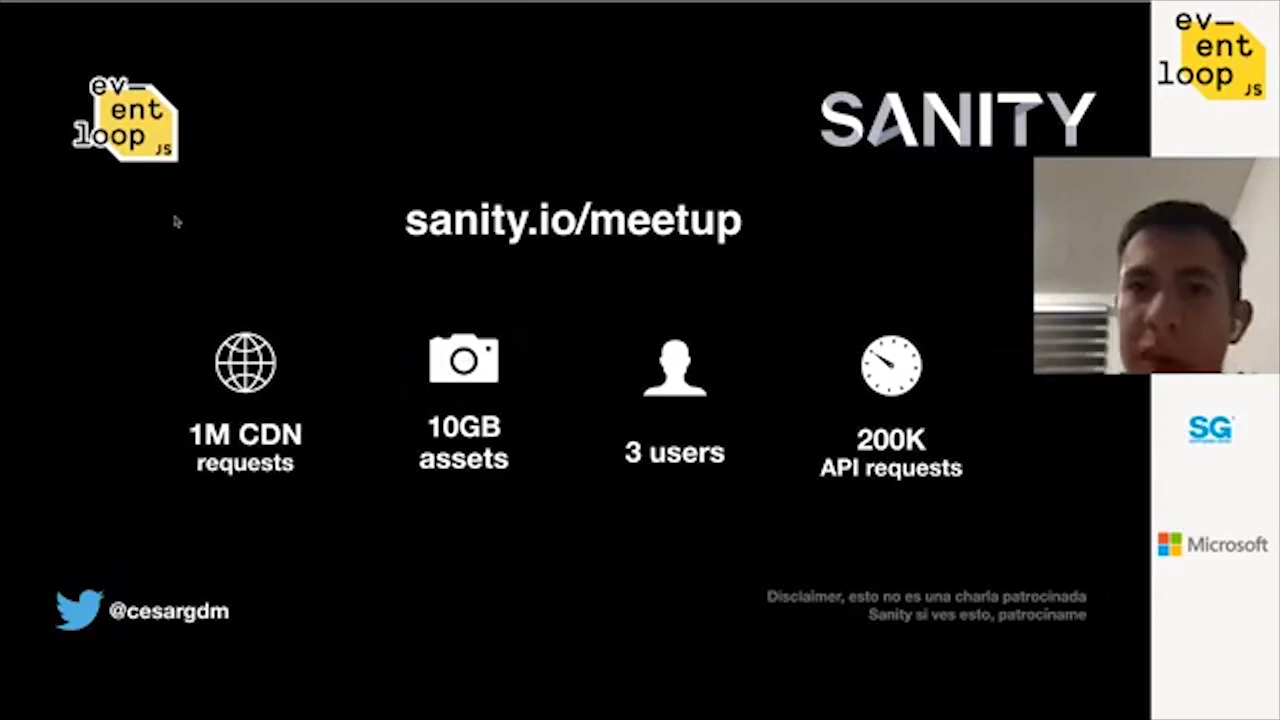 ev—
ent
loop
JS
SANITY
sanity.io/meetup
1M CDN
requests
10GB
assets
3 users
200K
API requests
@cesargdm
Disclaimer, esto no es una charla patrocinada
Sanity si ves esto, patrociname
ev—
ent
loop
JS
SG
Microsoft